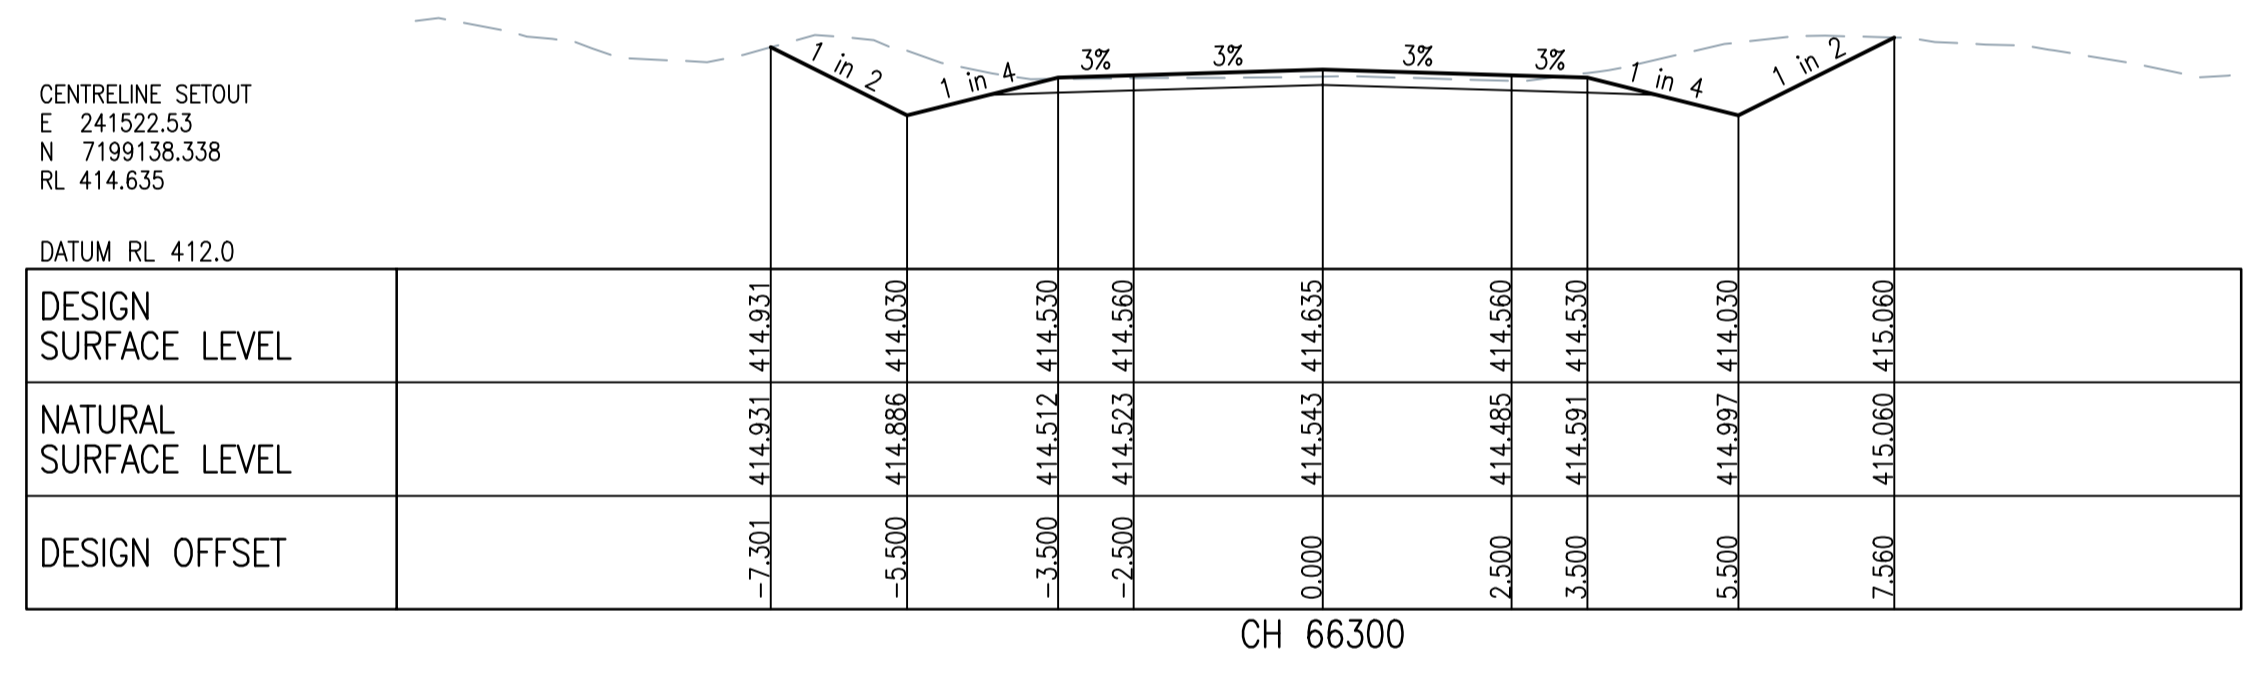 1 in 2
1 in 4
3%
3%
3%
3%
1 in 4
1 in 2
CENTRELINE SETOUT
E 241522.53
N 7199138.338
RL 414.635
DATUM RL 412.0
DESIGN
SURFACE LEVEL
414.931
414.030
414.530
414.560
414.635
414.560
414.530
414.030
415.060
NATURAL
SURFACE LEVEL
414.931
414.886
414.512
414.523
414.543
414.485
414.591
414.997
415.060
DESIGN OFFSET
-7.301
-5.500
-3.500
-2.500
0.000
2.500
3.500
5.500
7.560
CH 66300